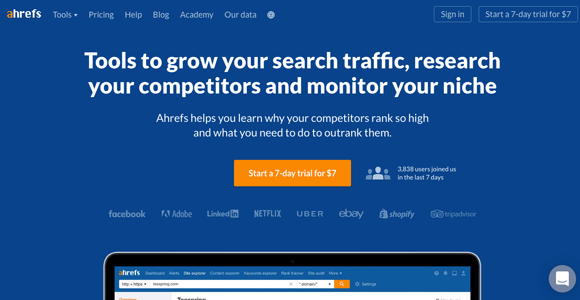 ahrefs Tools Pricing Help Blog Academy Our data Sign in Start a 7-day trial for $7
Tools to grow your search traffic, research
your competitors and monitor your niche
Ahrefs helps you learn why your competitors rank so high
and what you need to do to outrank them.
Start a 7-day trial for $7
3,838 users joined us
in the last 7 days
facebook Adobe LinkedIn NETFLIX UBER ebay shopify tripadvisor
ahrefs Dashboard Alerts Site explorer Content explorer Keywords explorer Rank tracker Site audit More
http + https teespring.com *.domain/* Settings
Teespring